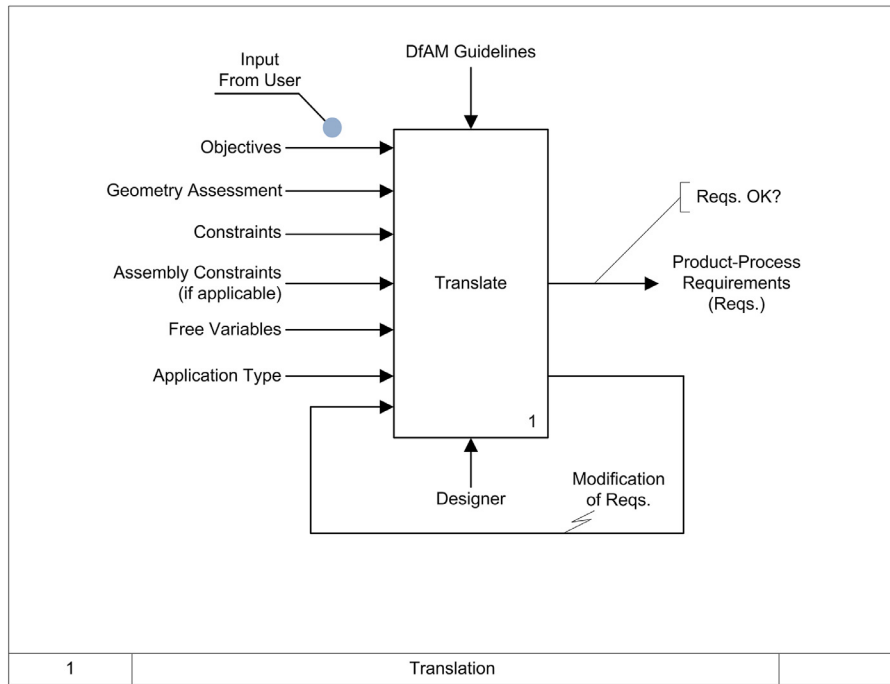 Input
From User
DfAM Guidelines
Objectives
Geometry Assessment
Constraints
Assembly Constraints
(if applicable)
Free Variables
Application Type
Translate
1
Reqs. OK?
Product-Process
Requirements
(Reqs.)
Designer
Modification
of Reqs.
1
Translation